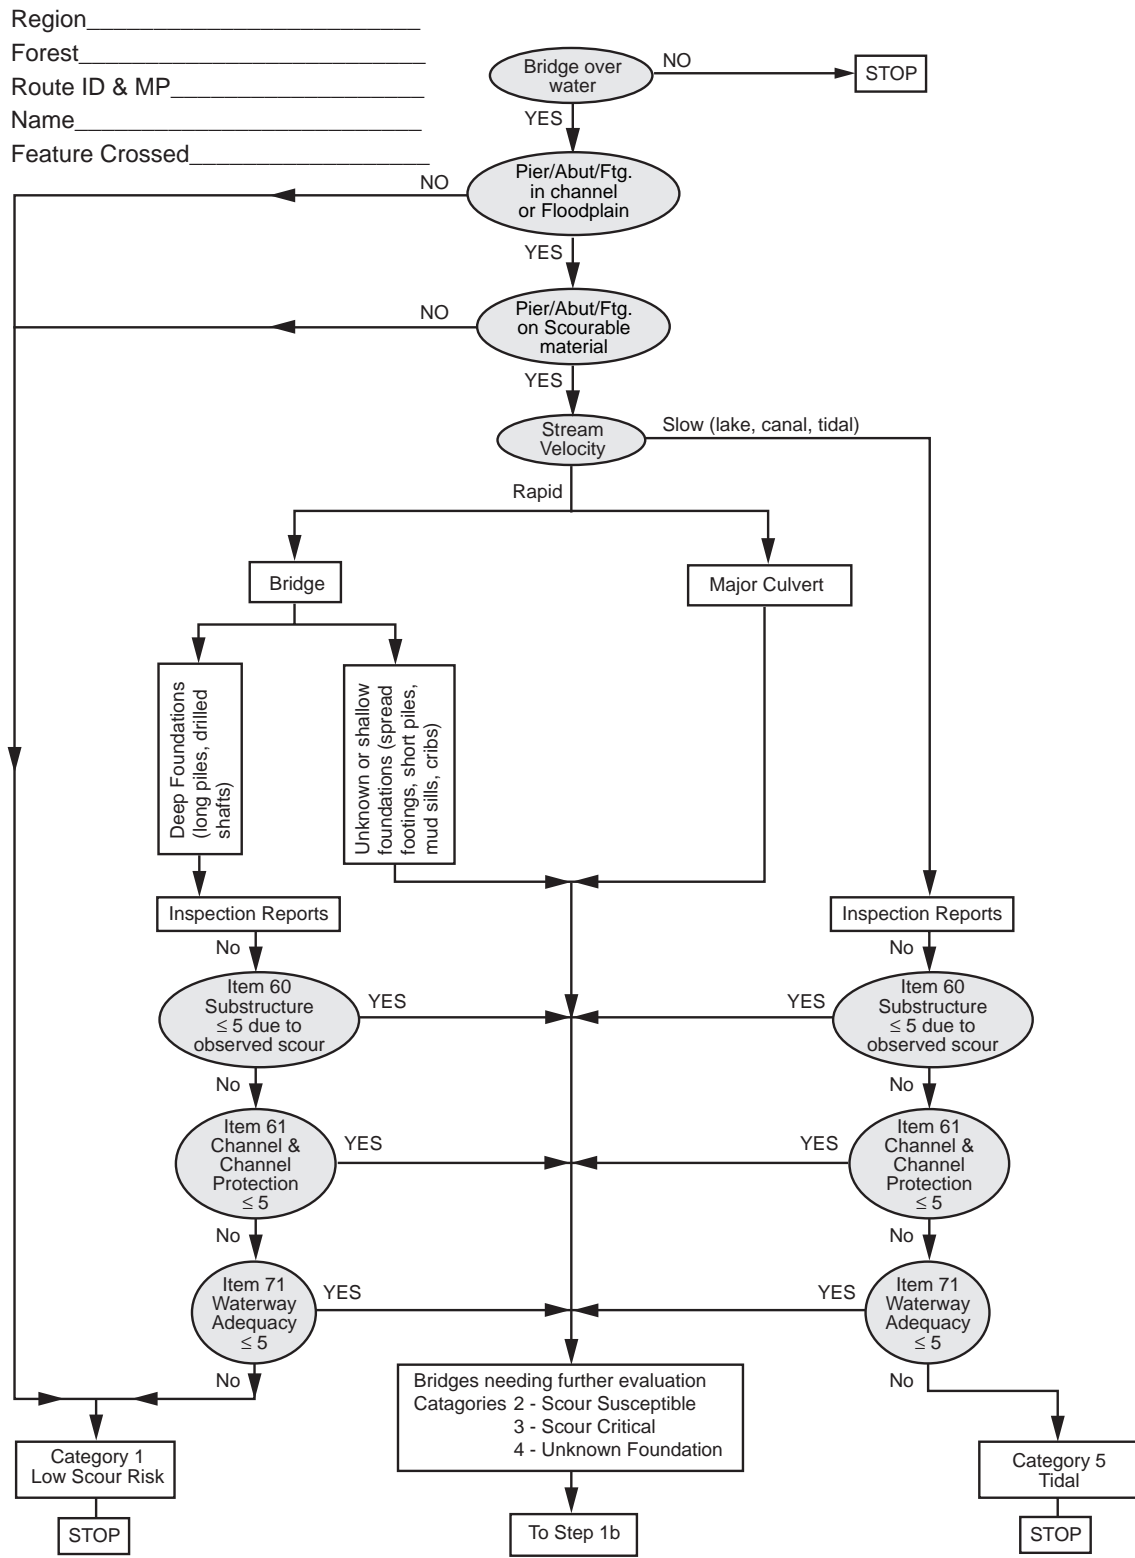 Region_________________________
Forest__________________________
Route ID & MP___________________
Name__________________________
Feature Crossed__________________
Bridge over
water
NO
STOP
YES
Pier/Abut/Ftg.
in channel
or Floodplain
NO
YES
Pier/Abut/Ftg.
on Scourable
material
NO
YES
Stream
Velocity
Slow (lake, canal, tidal)
Rapid
Bridge
Major Culvert
Deep Foundations
(long piles, drilled
shafts)
Unknown or shallow
foundations (spread
footings, short piles,
mud sills, cribs)
Inspection Reports
No
Item 60
Substructure
≤ 5 due to
observed scour
YES
No
Item 61
Channel &
Channel
Protection
≤ 5
YES
No
Item 71
Waterway
Adequacy
≤ 5
YES
No
Inspection Reports
No
Item 60
Substructure
≤ 5 due to
observed scour
YES
No
Item 61
Channel &
Channel
Protection
≤ 5
YES
No
Item 71
Waterway
Adequacy
≤ 5
YES
No
Category 1
Low Scour Risk
STOP
Bridges needing further evaluation
Catagories 2 - Scour Susceptible
3 - Scour Critical
4 - Unknown Foundation
To Step 1b
Category 5
Tidal
STOP